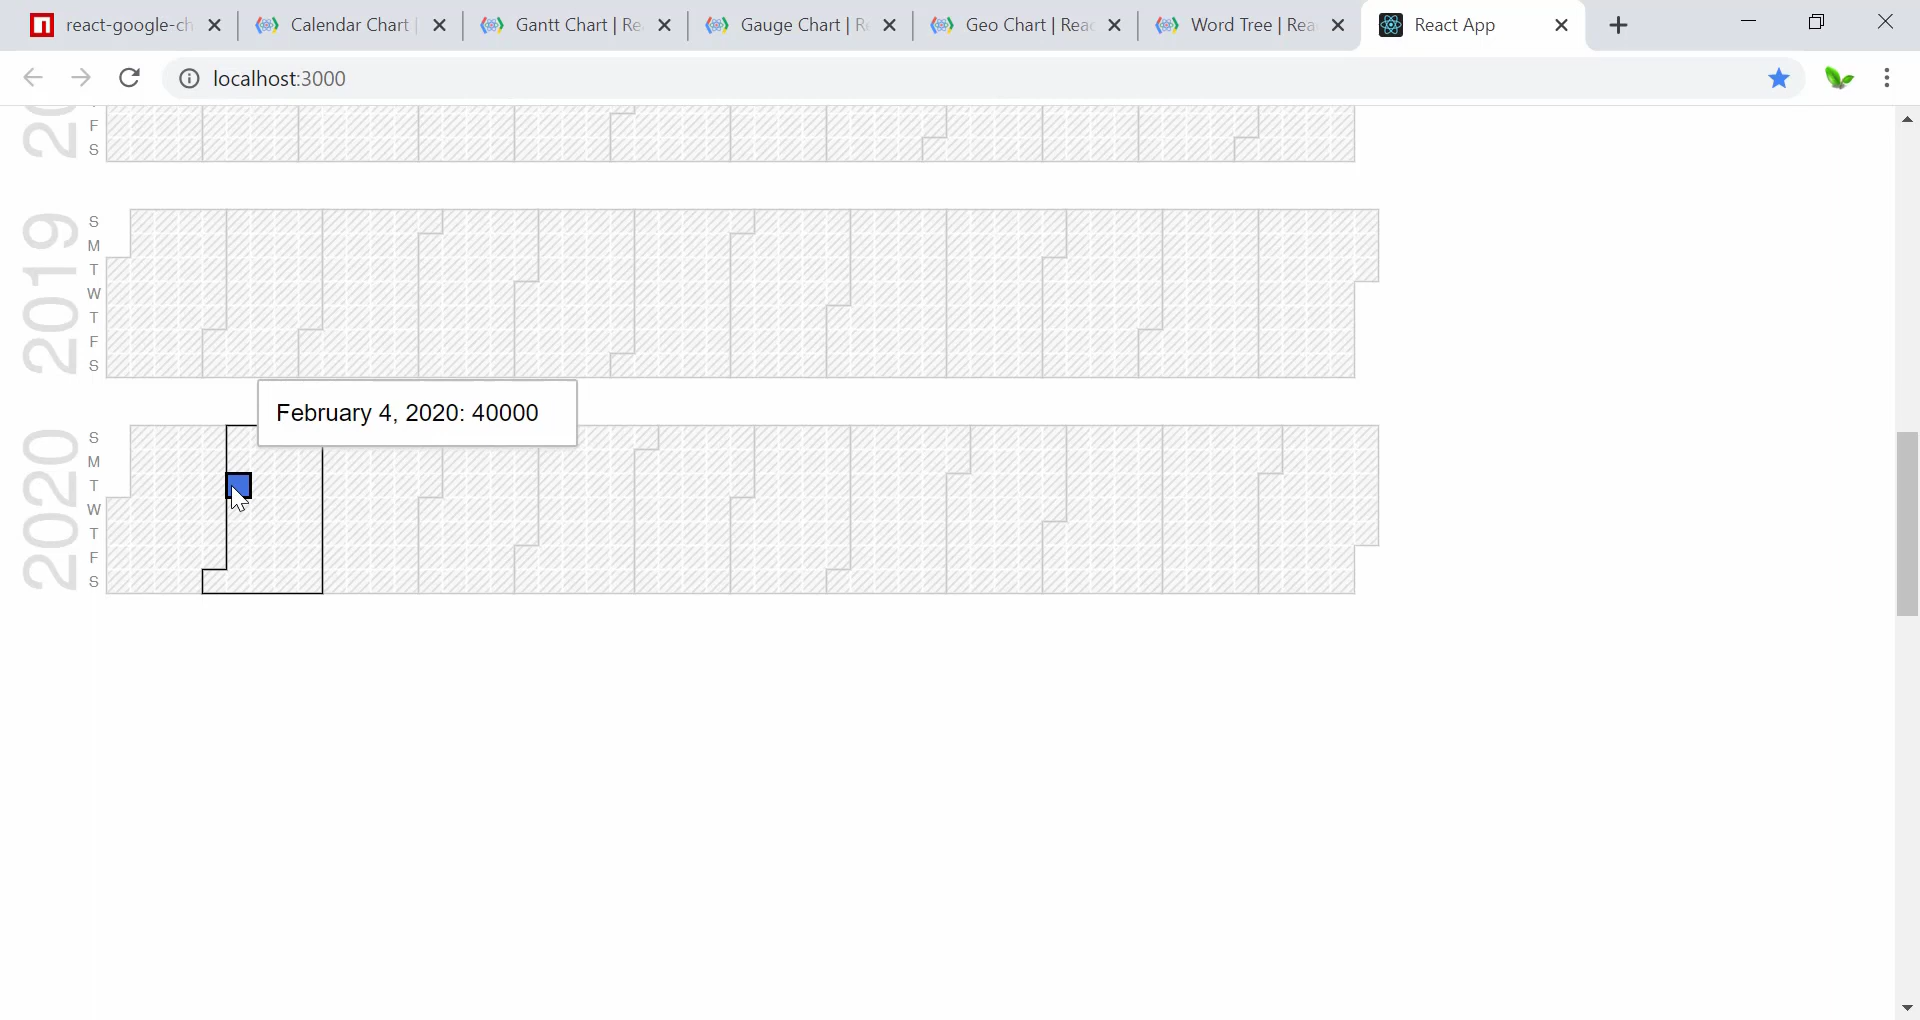 react-google-ch
Calendar Chart |
Gantt Chart | Re
Gauge Chart | R
Geo Chart | Reac
Word Tree | Rea
React App
localhost:3000
F
S
2019
S
M
T
W
T
F
S
February 4, 2020: 40000
2020
S
M
T
W
T
F
S